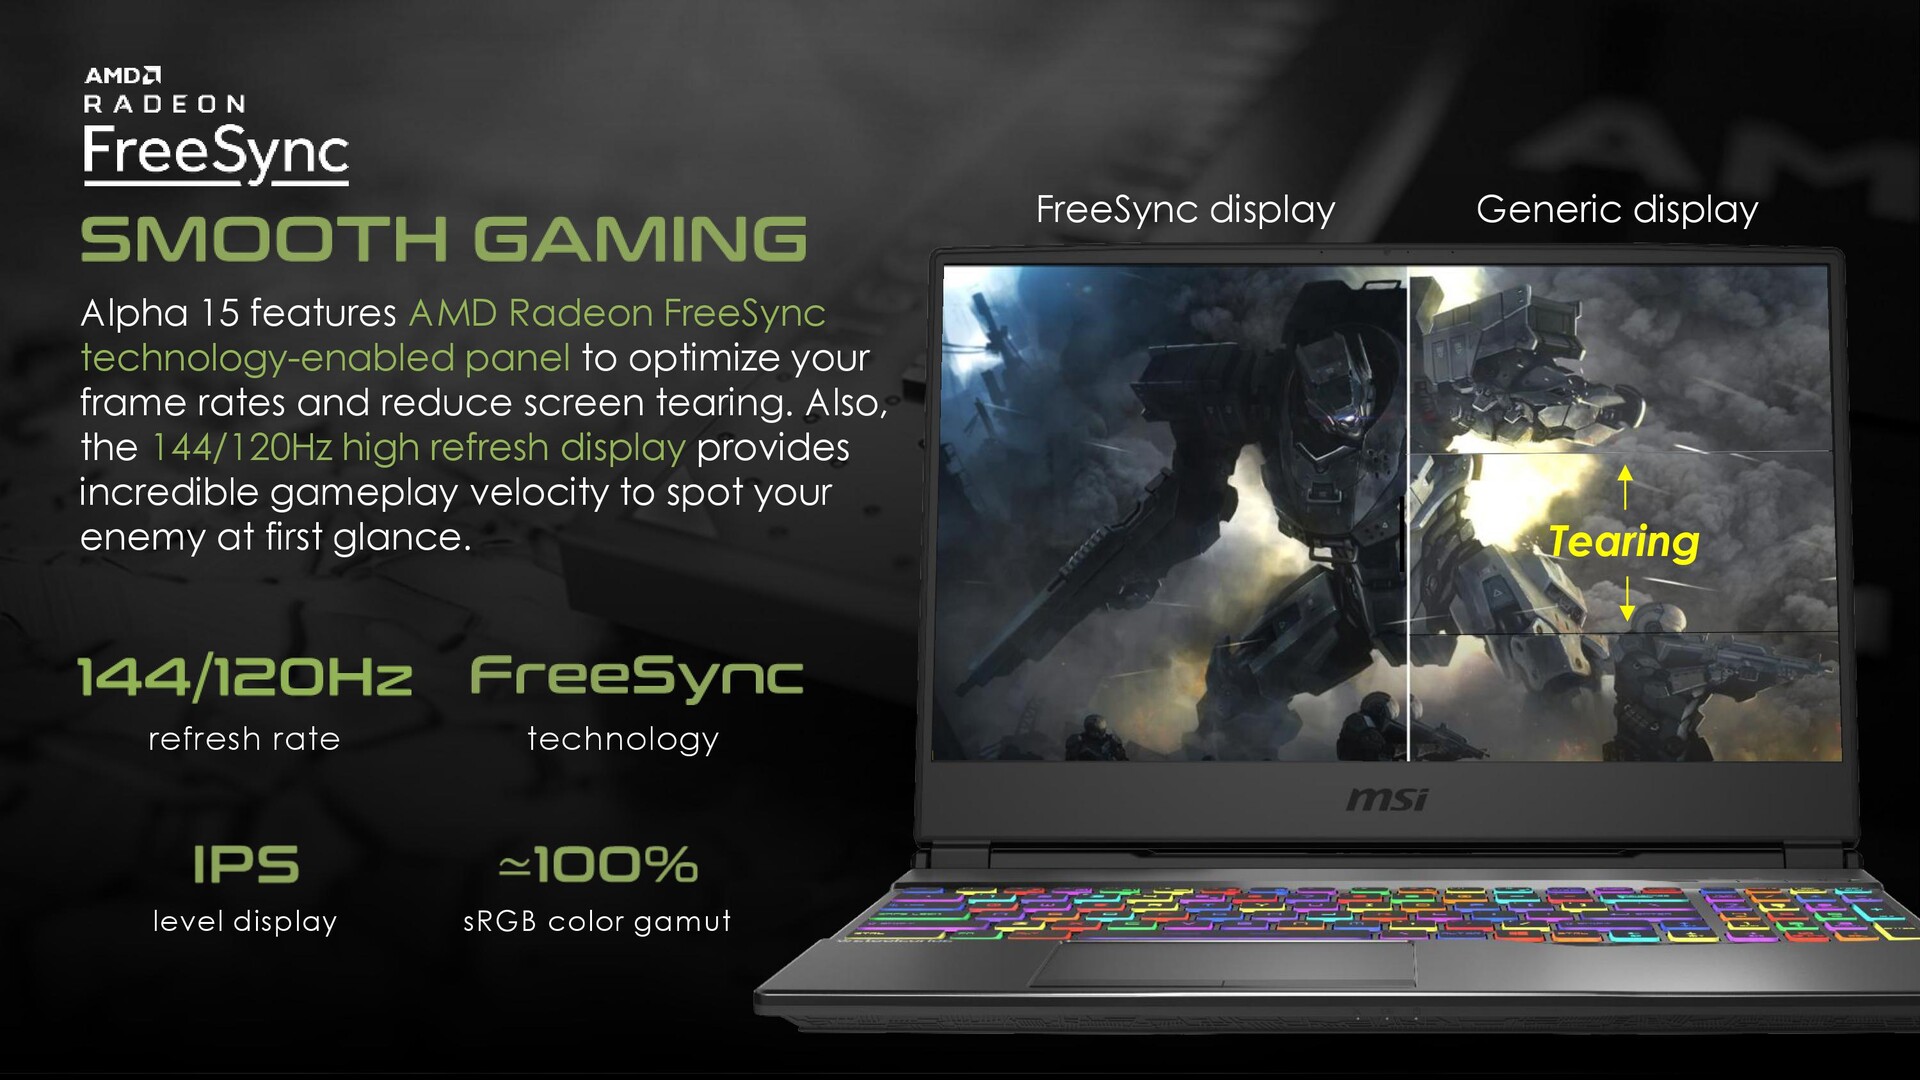 AMD
RADEON
FreeSync
SMOOTH GAMING
Alpha 15 features AMD Radeon FreeSync
technology-enabled panel to optimize your
frame rates and reduce screen tearing. Also,
the 144/120Hz high refresh display provides
incredible gameplay velocity to spot your
enemy at first glance.
144/120Hz
refresh rate
FreeSync
technology
IPS
level display
≃100%
sRGB color gamut
FreeSync display
Generic display
Tearing
msi